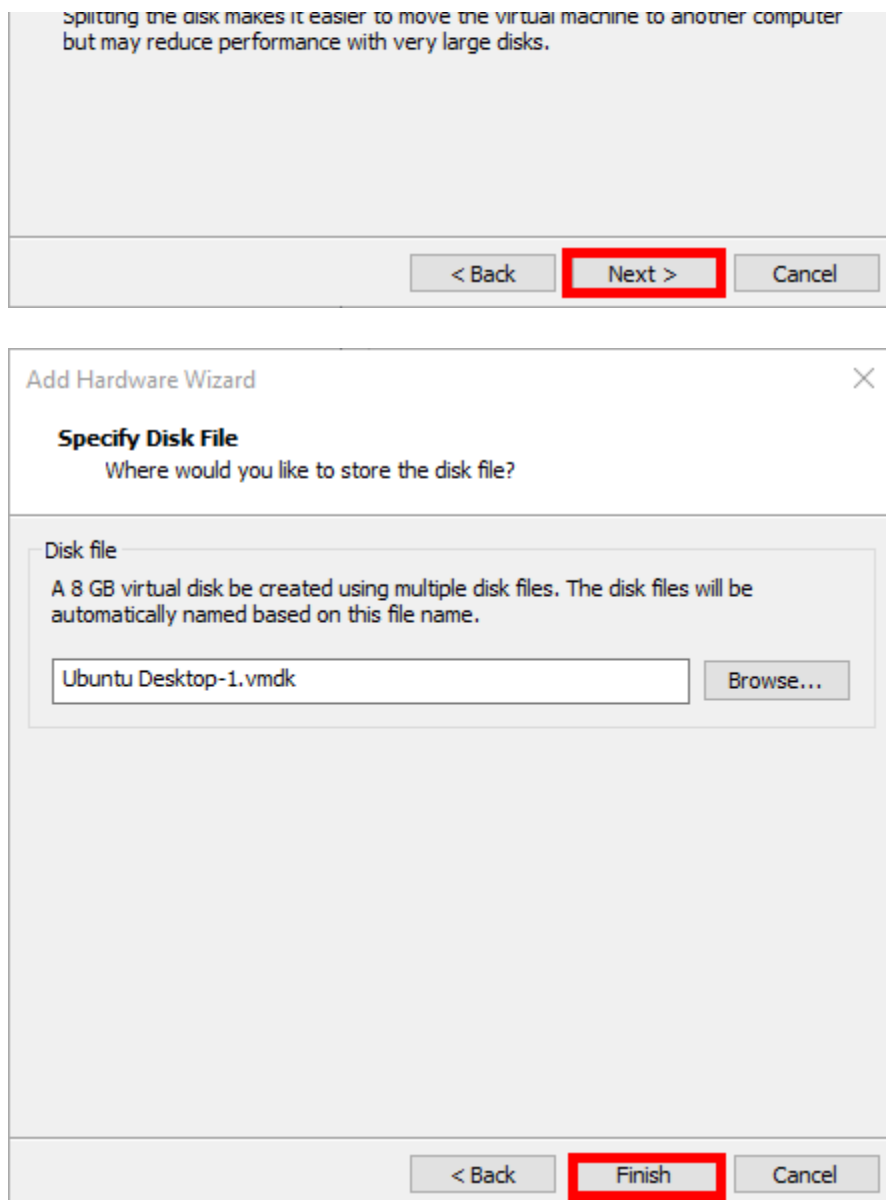 Splitting the disk makes it easier to move the virtual machine to another computer
but may reduce performance with very large disks.
< Back Next > Cancel
Add Hardware Wizard
Specify Disk File
Where would you like to store the disk file?
Disk file
A 8 GB virtual disk be created using multiple disk files. The disk files will be
automatically named based on this file name.
Ubuntu Desktop-1.vmdk Browse...
< Back Finish Cancel